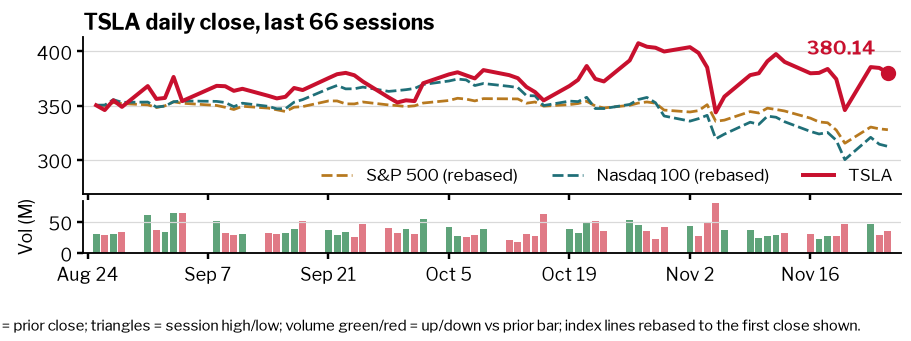 TSLA daily close, last 66 sessions
380.14
400
350
300
S&P 500 (rebased)
Nasdaq 100 (rebased)
TSLA
Vol (M)
50
0
Aug 24
Sep 7
Sep 21
Oct 5
Oct 19
Nov 2
Nov 16
= prior close; triangles = session high/low; volume green/red = up/down vs prior bar; index lines rebased to the first close shown.